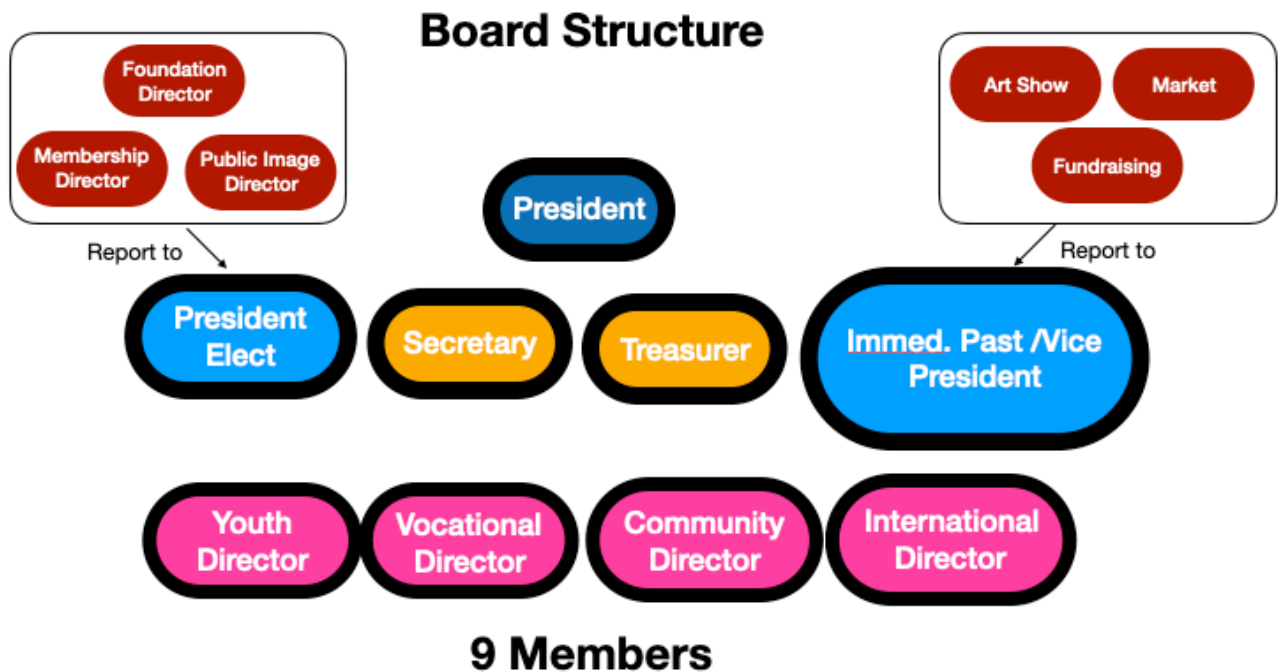 Board Structure
Foundation
Director
Membership
Director
Public Image
Director
Report to
Art Show
Market
Fundraising
Report to
President
President
Elect
Secretary
Treasurer
Immed. Past /Vice
President
Youth
Director
Vocational
Director
Community
Director
International
Director
9 Members